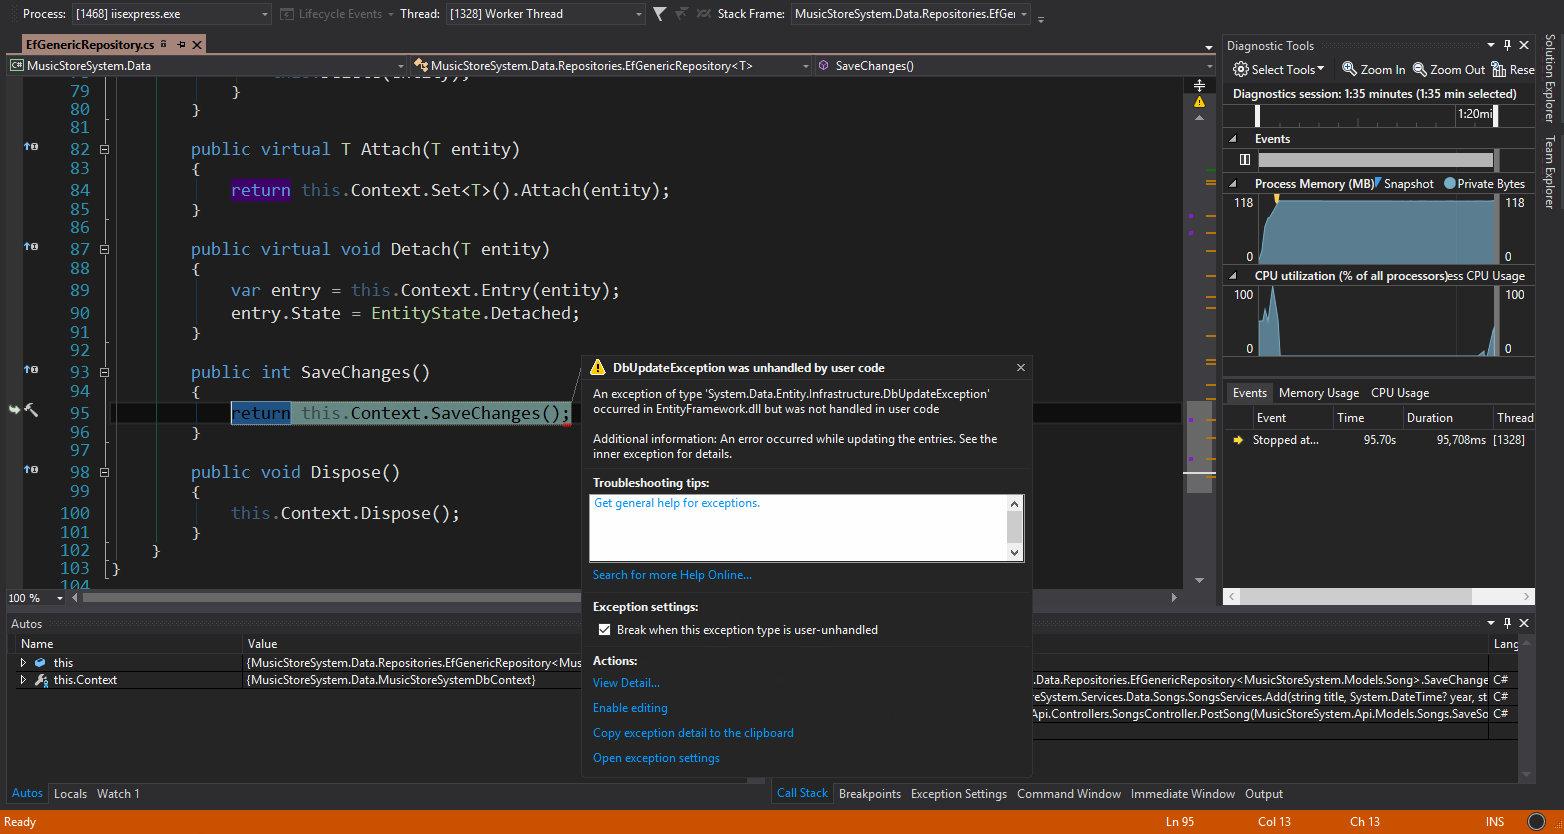 Process: [1468] iisexpress.exe Lifecycle Events Thread: [1328] Worker Thread Stack Frame: MusicStoreSystem.Data.Repositories.EfGener
EfGenericRepository.cs
C# MusicStoreSystem.Data MusicStoreSystem.Data.Repositories.EfGenericRepository<T> SaveChanges()
79 }
80 }
81
82 public virtual T Attach(T entity)
83 {
84 return this.Context.Set<T>().Attach(entity);
85 }
86
87 public virtual void Detach(T entity)
88 {
89 var entry = this.Context.Entry(entity);
90 entry.State = EntityState.Detached;
91 }
92
93 public int SaveChanges()
94 {
95 return this.Context.SaveChanges();
96 }
97
98 public void Dispose()
99 {
100 this.Context.Dispose();
101 }
102 }
103 }
104
100 %
DbUpdateException was unhandled by user code
An exception of type 'System.Data.Entity.Infrastructure.DbUpdateException'
occurred in EntityFramework.dll but was not handled in user code
Additional information: An error occurred while updating the entries. See the
inner exception for details.
Troubleshooting tips:
Get general help for exceptions.
Search for more Help Online...
Exception settings:
Break when this exception type is user-unhandled
Actions:
View Detail...
Enable editing
Copy exception detail to the clipboard
Open exception settings
Diagnostic Tools
Select Tools Zoom In Zoom Out Rese
Diagnostics session: 1:35 minutes (1:35 min selected)
1:20mi
Events
Process Memory (MB) Snapshot Private Bytes
118 118
0 0
CPU utilization (% of all processors) ess CPU Usage
100 100
0 0
Events Memory Usage CPU Usage
Event Time Duration Thread
Stopped at... 95.70s 95,708ms [1328]
Solution Explorer
Team Explorer
Autos
Name Value
this {MusicStoreSystem.Data.Repositories.EfGenericRepository<Mus
this.Context {MusicStoreSystem.Data.MusicStoreSystemDbContext}
Autos Locals Watch 1
Lang
.Data.Repositories.EfGenericRepository<MusicStoreSystem.Models.Song>.SaveChange C#
reSystem.Services.Data.Songs.SongsServices.Add(string title, System.DateTime? year, st C#
Api.Controllers.SongsController.PostSong(MusicStoreSystem.Api.Models.Songs.SaveSo C#
Call Stack Breakpoints Exception Settings Command Window Immediate Window Output
Ready Ln 95 Col 13 Ch 13 INS